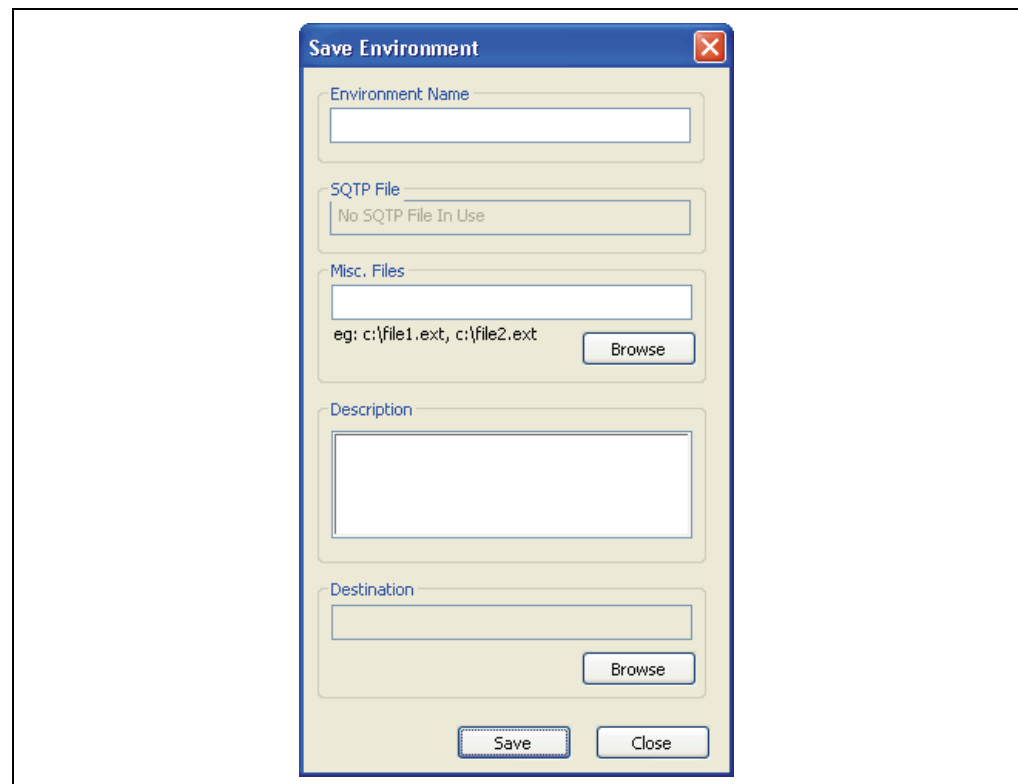 Save Environment
Environment Name
SQTP File
No SQTP File In Use
Misc. Files
eg: c:\file1.ext, c:\file2.ext
Browse
Description
Destination
Browse
Save
Close